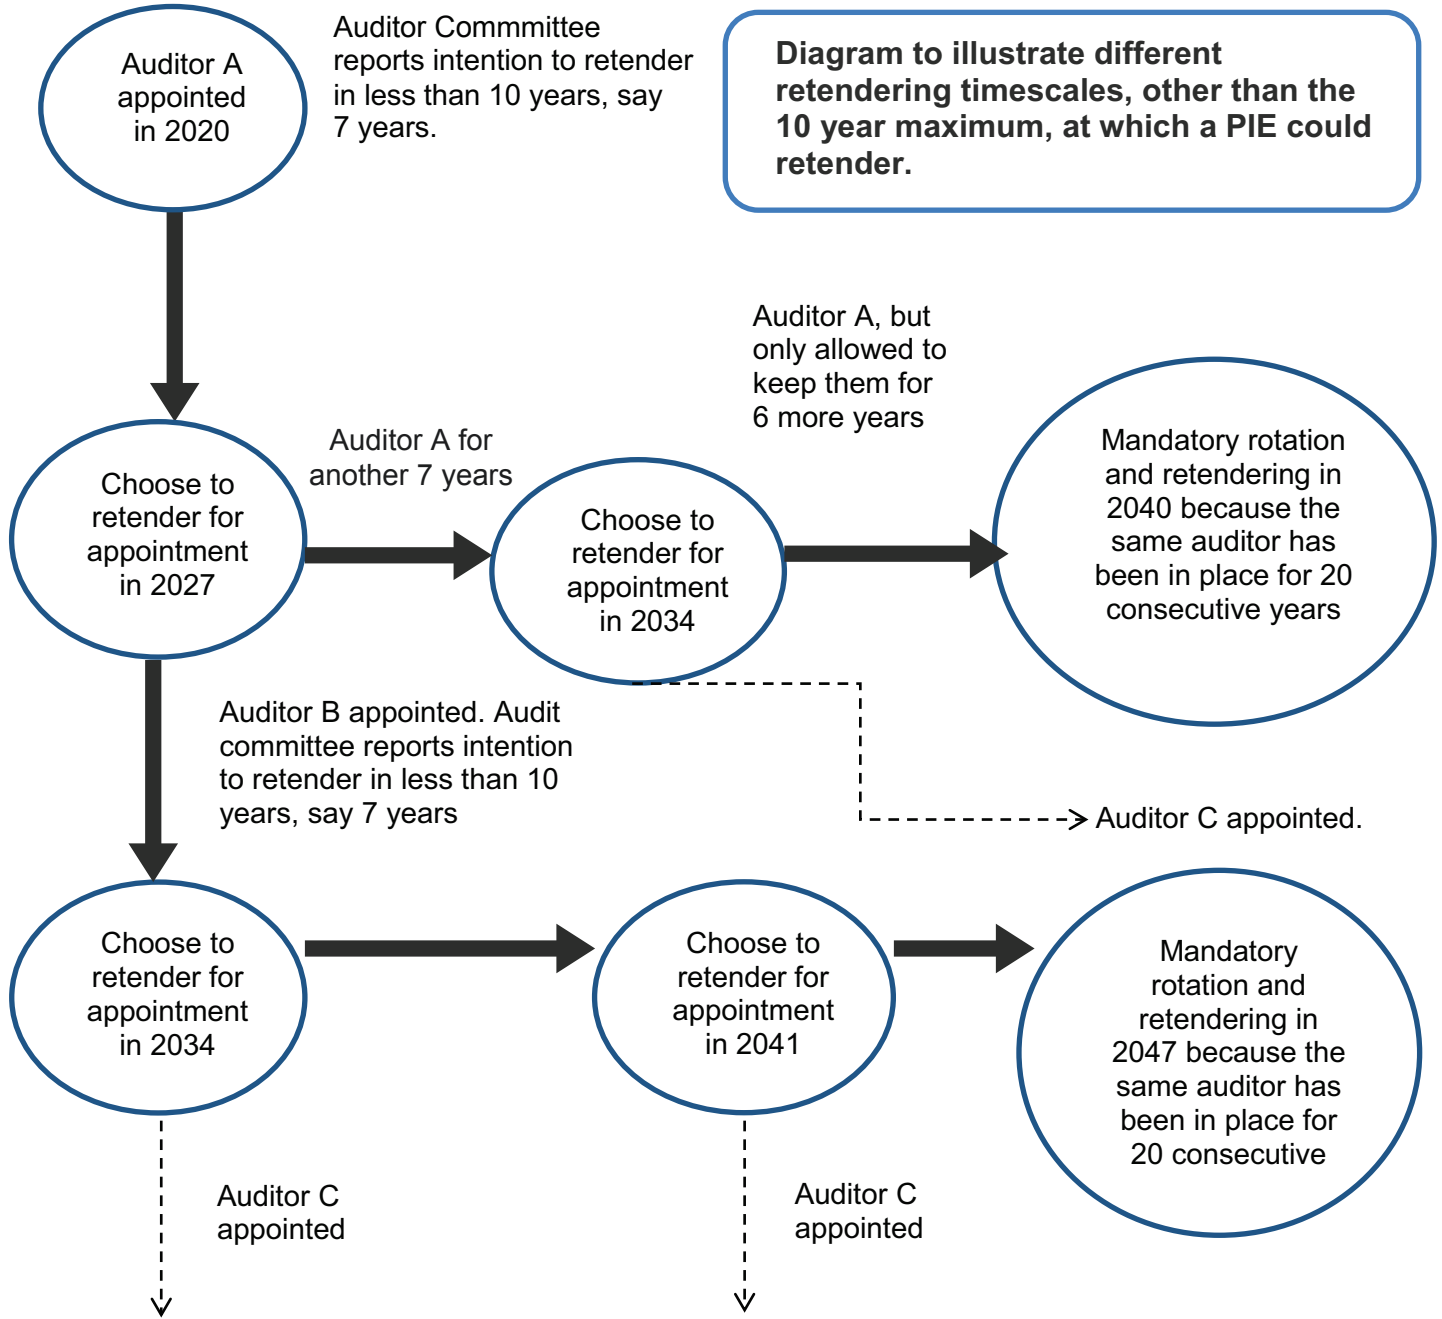 Auditor A
appointed
in 2020
Auditor Commmittee
reports intention to retender
in less than 10 years, say
7 years.
Diagram to illustrate different
retendering timescales, other than the
10 year maximum, at which a PIE could
retender.
Auditor A, but
only allowed to
keep them for
6 more years
Choose to
retender for
appointment
in 2027
Auditor A for
another 7 years
Choose to
retender for
appointment
in 2034
Mandatory rotation
and retendering in
2040 because the
same auditor has
been in place for 20
consecutive years
Auditor B appointed. Audit
committee reports intention
to retender in less than 10
years, say 7 years
Auditor C appointed.
Choose to
retender for
appointment
in 2034
Choose to
retender for
appointment
in 2041
Mandatory
rotation and
retendering in
2047 because the
same auditor has
been in place for
20 consecutive
Auditor C
appointed
Auditor C
appointed